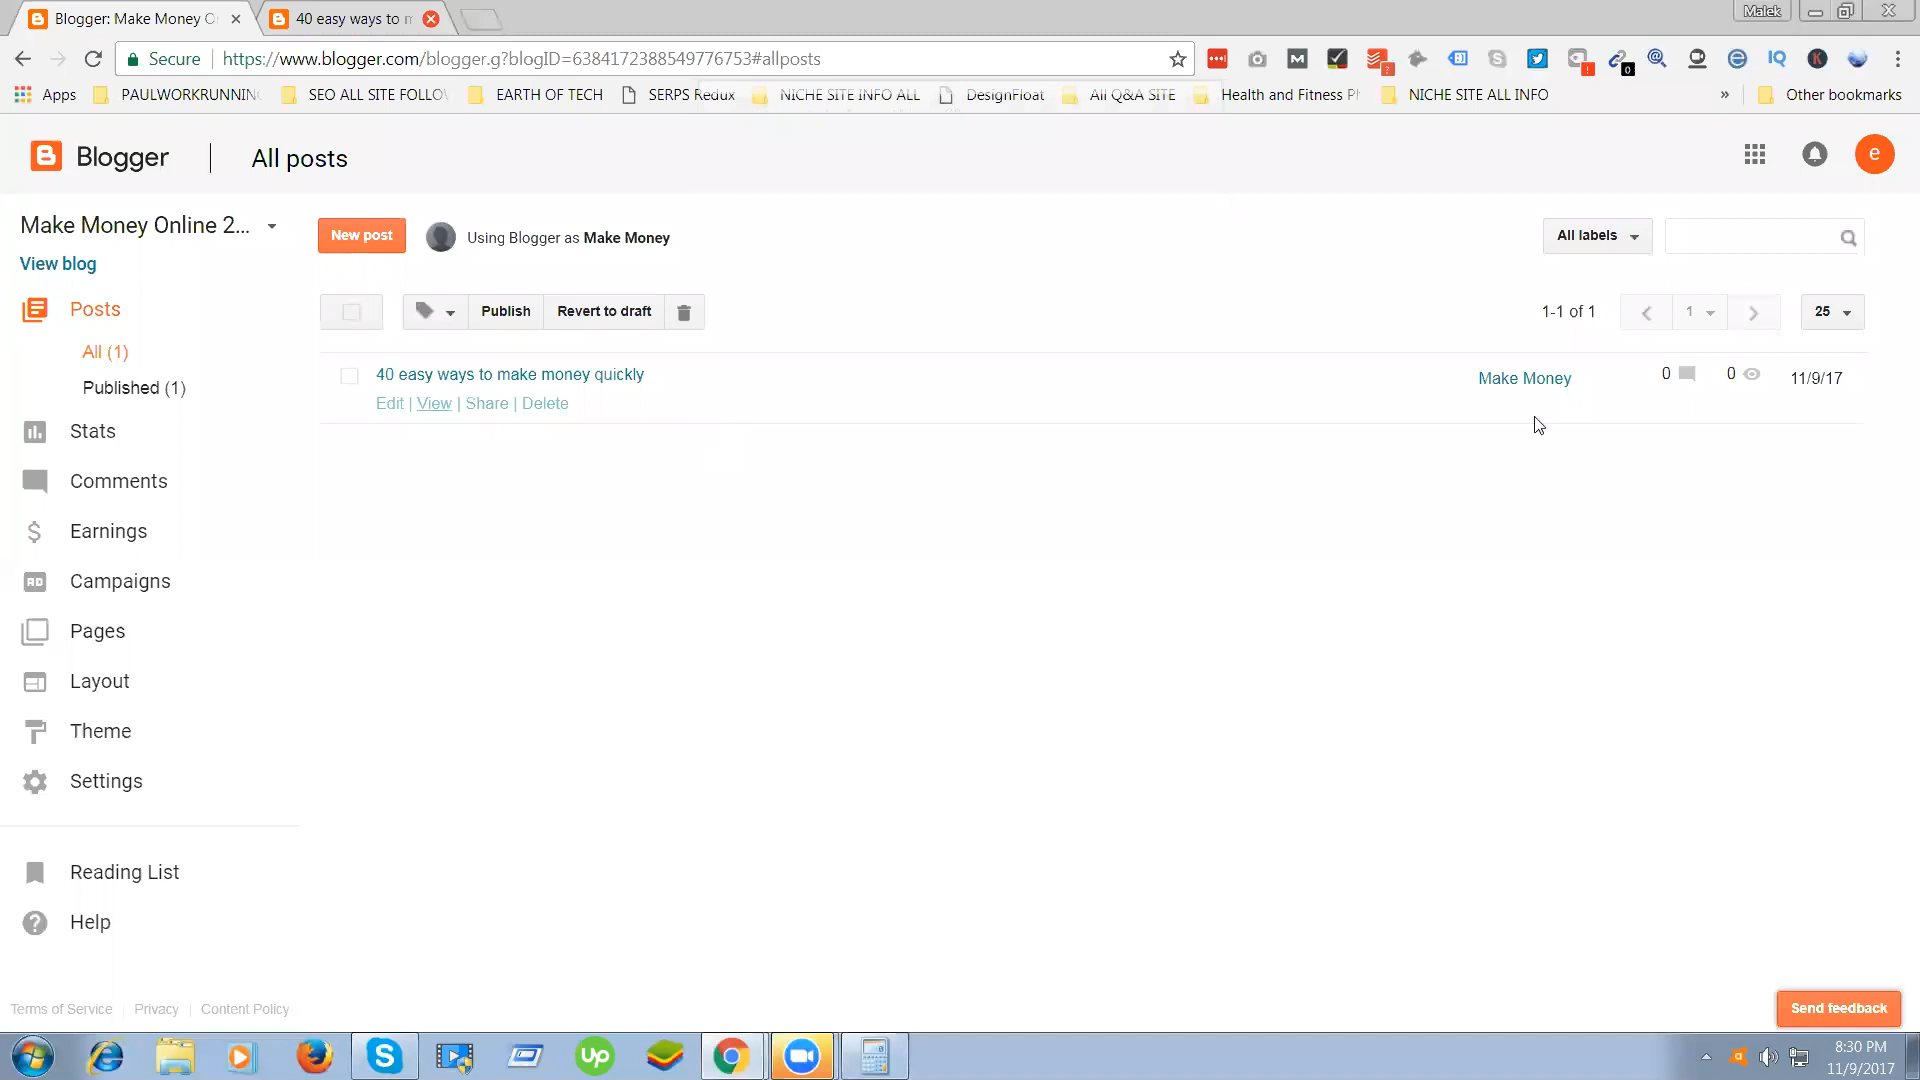 Blogger: Make Money O
40 easy ways to m
Malek
Secure
https://www.blogger.com/blogger.g?blogID=6384172388549776753#allposts
IQ
K
0
Apps
PAULWORKRUNNING
SEO ALL SITE FOLLOV
EARTH OF TECH
SERPS Redux
NICHE SITE INFO ALL
DesignFloat
All Q&A SITE
Health and Fitness Ph
NICHE SITE ALL INFO
»
Other bookmarks
Blogger
All posts
e
Make Money Online 2...
View blog
New post
Using Blogger as Make Money
All labels
Publish
Revert to draft
1-1 of 1
1
25
Posts
All (1)
Published (1)
40 easy ways to make money quickly
Edit | View | Share | Delete
Make Money
0
0
11/9/17
Stats
Comments
Earnings
Campaigns
Pages
Layout
Theme
Settings
Reading List
Help
Terms of Service
Privacy
Content Policy
Send feedback
Up
8:30 PM
11/9/2017